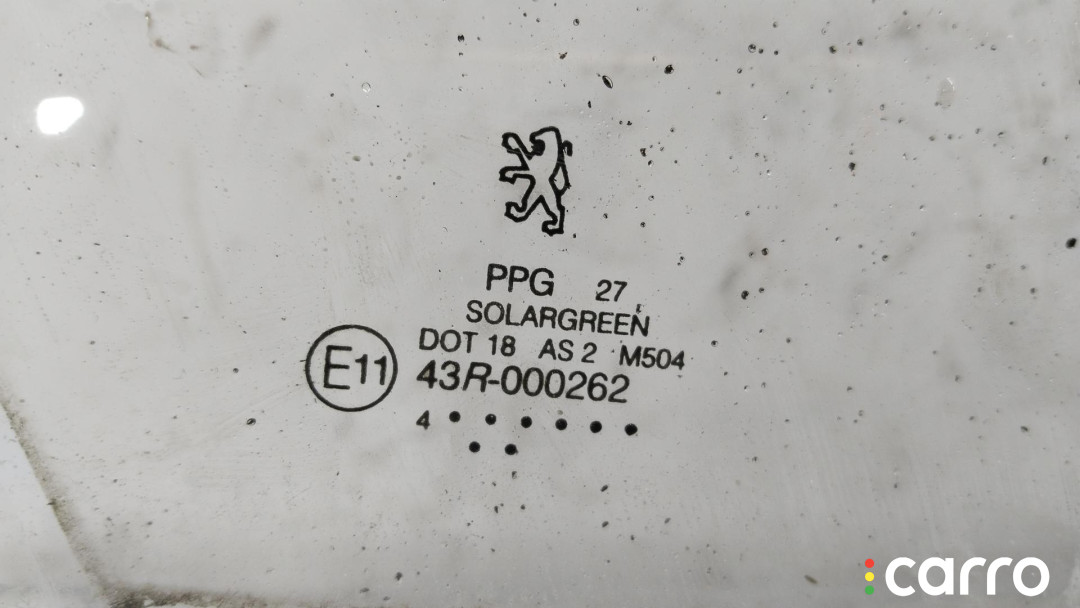 PPG 27
SOLARGREEN
DOT 18 AS 2 M504
E11 43R-000262
4 • • • • • •
• •
carro